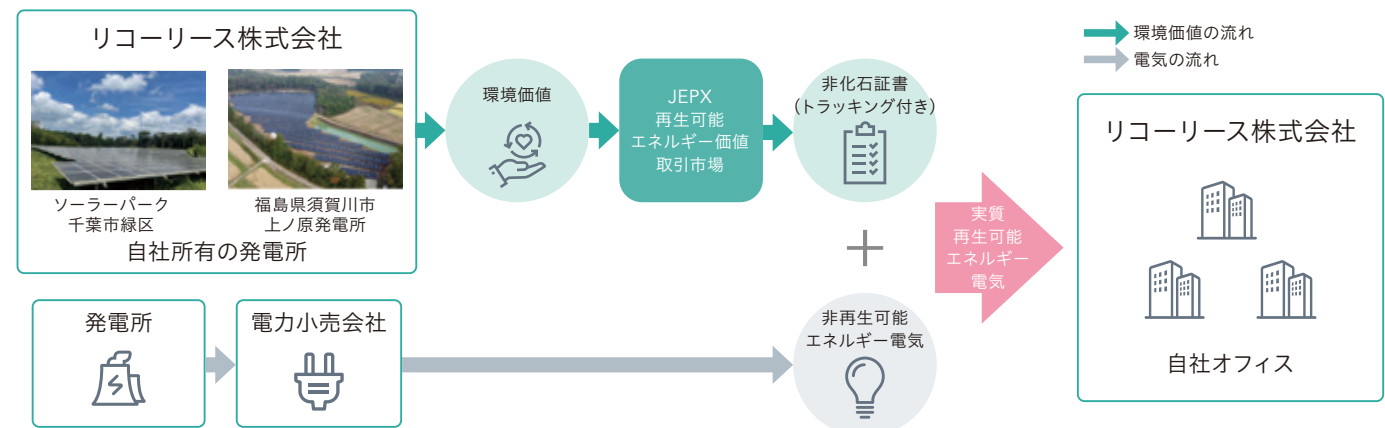 リコーリース株式会社
ソーラーパーク
千葉市緑区
福島県須賀川市
上ノ原発電所
自社所有の発電所
環境価値
JEPX
再生可能
エネルギー価値
取引市場
非化石証書
(トラッキング付き)
環境価値の流れ
電気の流れ
発電所
電力小売会社
非再生可能
エネルギー電気
実質
再生可能
エネルギー
電気
リコーリース株式会社
自社オフィス